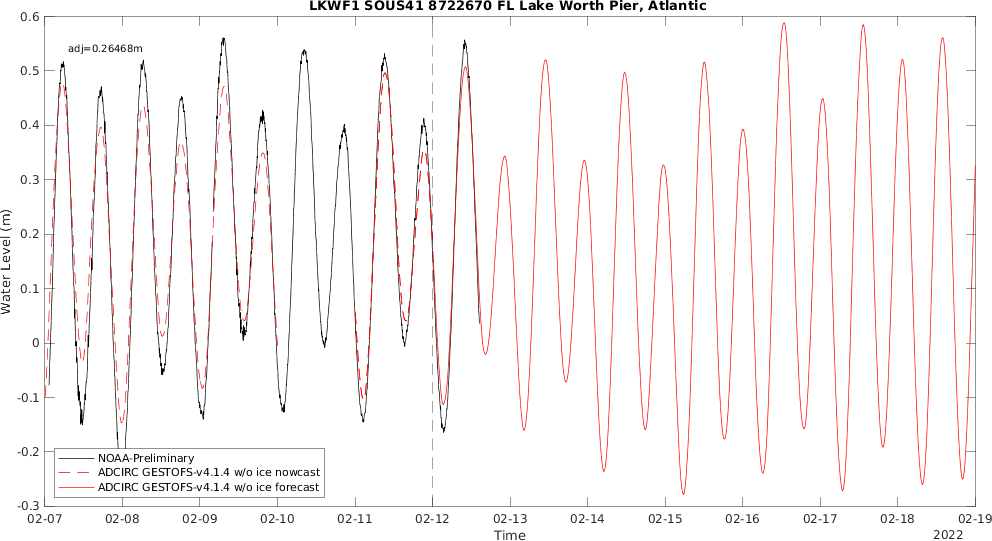 LKWF1 SOUS41 8722670 FL Lake Worth Pier, Atlantic
adj=0.26468m
0.6
0.5
0.4
0.3
0.2
0.1
0
-0.1
-0.2
-0.3
Water Level (m)
NOAA-Preliminary
ADCIRC GESTOFS-v4.1.4 w/o ice nowcast
ADCIRC GESTOFS-v4.1.4 w/o ice forecast
02-07 02-08 02-09 02-10 02-11 02-12 02-13 02-14 02-15 02-16 02-17 02-18 02-19
Time
2022